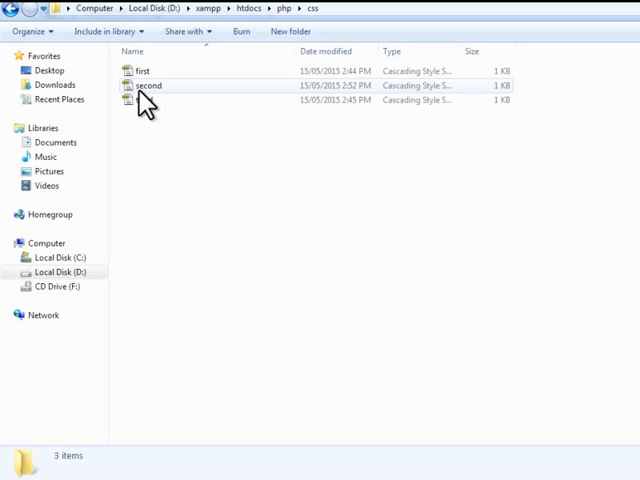 Computer ▸ Local Disk (D:) ▸ xampp ▸ htdocs ▸ php ▸ css
Organize Include in library Share with Burn New folder
Name Date modified Type Size
Favorites
Desktop
Downloads
Recent Places
Libraries
Documents
Music
Pictures
Videos
Homegroup
Computer
Local Disk (C:)
Local Disk (D:)
CD Drive (F:)
Network
first 15/05/2015 2:44 PM Cascading Style S... 1 KB
second 15/05/2015 2:52 PM Cascading Style S... 1 KB
15/05/2015 2:45 PM Cascading Style S... 1 KB
3 items